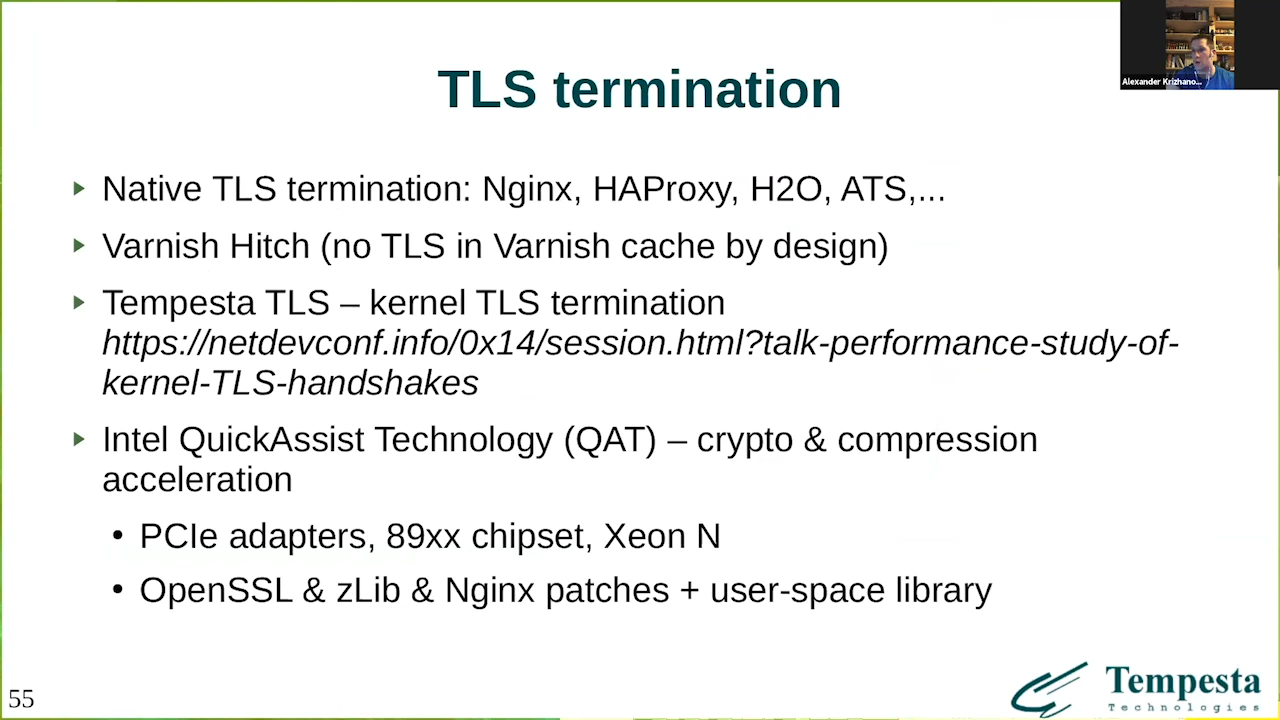 Alexander Krizhano...
TLS termination
Native TLS termination: Nginx, HAProxy, H2O, ATS,...
Varnish Hitch (no TLS in Varnish cache by design)
Tempesta TLS – kernel TLS termination
https://netdevconf.info/0x14/session.html?talk-performance-study-of-
kernel-TLS-handshakes
Intel QuickAssist Technology (QAT) – crypto & compression
acceleration
• PCIe adapters, 89xx chipset, Xeon N
• OpenSSL & zLib & Nginx patches + user-space library
55
Tempesta
Technologies